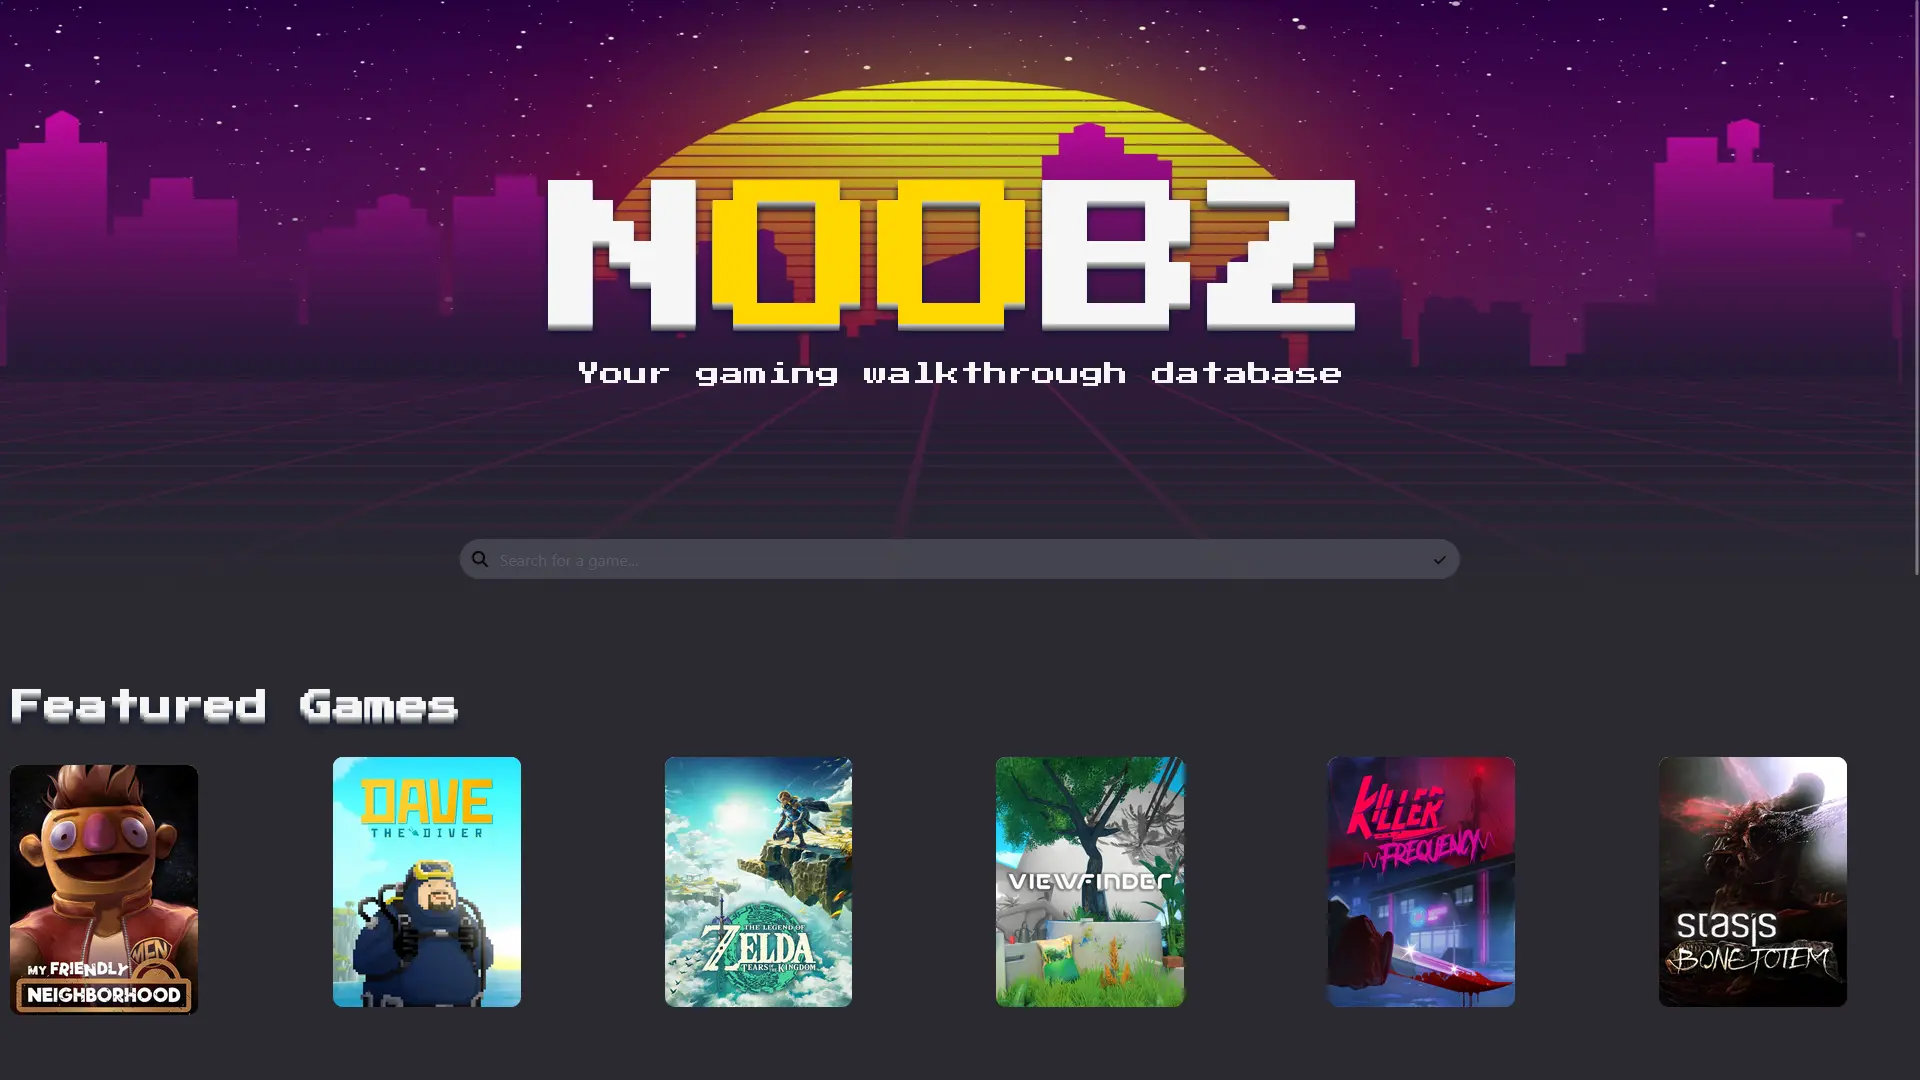 NOOBZ
Your gaming walkthrough database
Search for a game...
Featured Games
MY FRIENDLY
NEIGHBORHOOD
MFN
DAVE
THE DIVER
THE LEGEND OF
ZELDA
TEARS OF THE KINGDOM
VIEWFINDER
KILLER
FREQUENCY
STASIS
BONE TOTEM